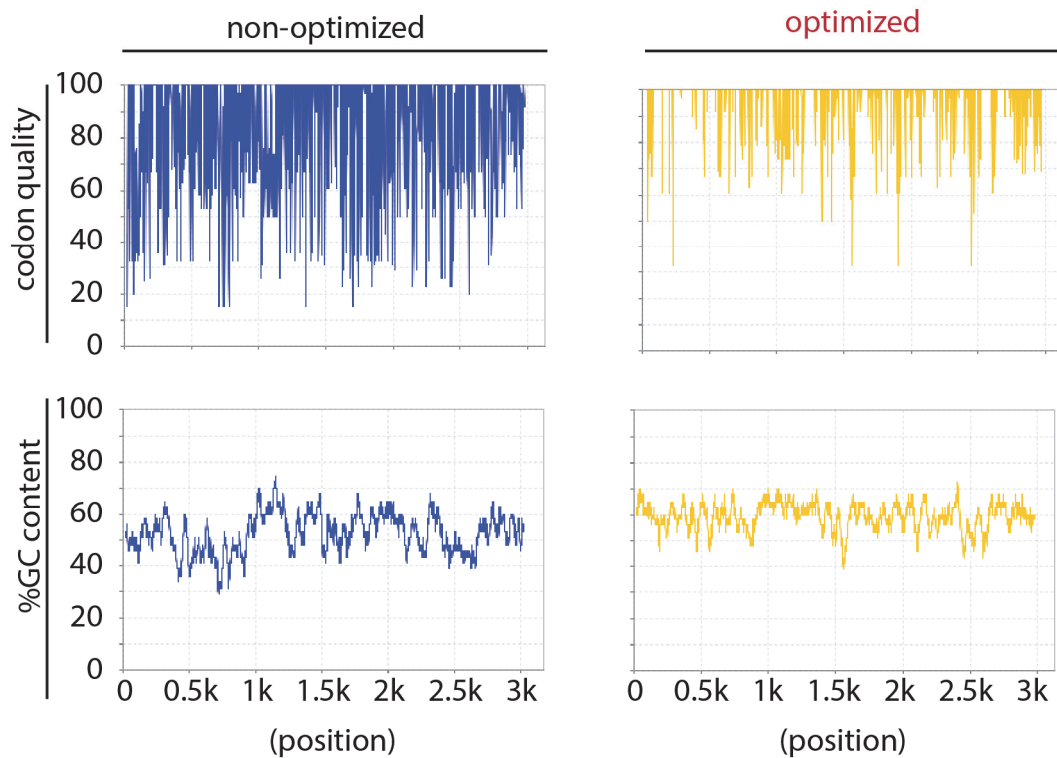 non-optimized
optimized
codon quality
100
80
60
40
20
0
%GC content
100
80
60
40
20
0
0 0.5k 1k 1.5k 2k 2.5k 3k
0 0.5k 1k 1.5k 2k 2.5k 3k
(position)
(position)